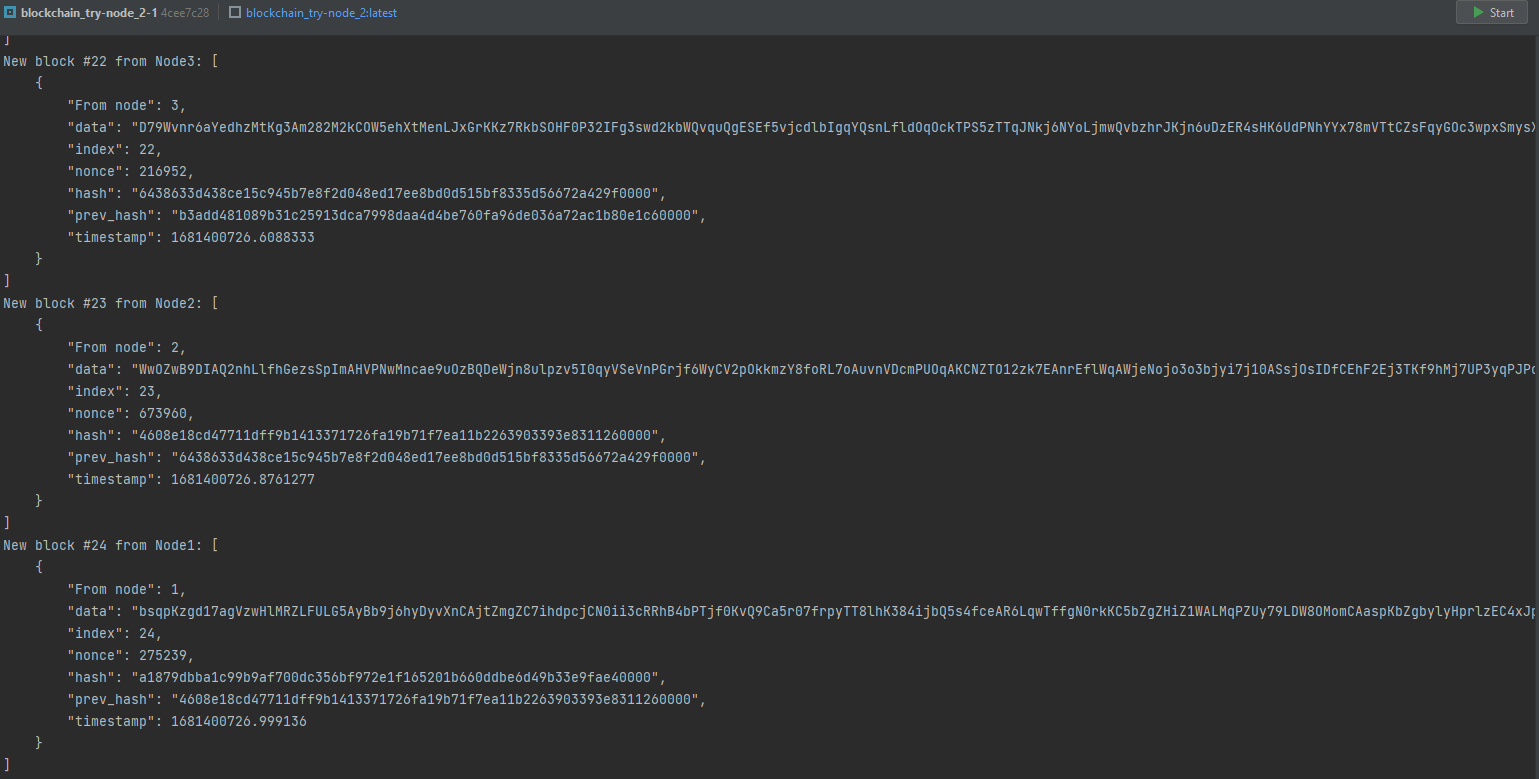 blockchain_try-node_2-1 4cee7c28 blockchain_try-node_2:latest Start
]
New block #22 from Node3: [
{
"From node": 3,
"data": "D79Wvnr6aYedhzMtKg3Am282M2kCOW5ehXtMenLJxGrKKz7RkbSOHF0P32IFg3swd2kbWQvquQgESEf5vjcdlbIgqYQsnLfldOqOckTPS5zTTqJNkj6NYoLjmwQvbzhrJKjn6uDzER4sHK6UdPNhYYx78mVTtCZsFqyGOc3wpxSmysX
"index": 22,
"nonce": 216952,
"hash": "6438633d438ce15c945b7e8f2d048ed17ee8bd0d515bf8335d56672a429f0000",
"prev_hash": "b3add481089b31c25913dca7998daa4d4be760fa96de036a72ac1b80e1c60000",
"timestamp": 1681400726.6088333
}
]
New block #23 from Node2: [
{
"From node": 2,
"data": "WwOZwB9DIAQ2nhLlfhGezsSpImAHVPNwMncae9uOzBQDeWjn8ulpzv5I0qyVSeVnPGrjf6WyCV2pOkkmzY8foRL7oAuvnVDcmPUOqAKCNZTO12zk7EAnrEflWqAWjeNojo3o3bjyi7j10ASsjOsIDfCEhF2Ej3TKf9hMj7UP3yqPJPo
"index": 23,
"nonce": 673960,
"hash": "4608e18cd47711dff9b1413371726fa19b71f7ea11b2263903393e8311260000",
"prev_hash": "6438633d438ce15c945b7e8f2d048ed17ee8bd0d515bf8335d56672a429f0000",
"timestamp": 1681400726.8761277
}
]
New block #24 from Node1: [
{
"From node": 1,
"data": "bsqpKzgd17agVzwHlMRZLFULG5AyBb9j6hyDyvXnCAjtZmgZC7ihdpcjCN0ii3cRRhB4bPTjf0KvQ9Ca5r07frpyTT8lhK384ijbQ5s4fceAR6LqwTffgNOrkKC5bZgZHiZ1WALMqPZUy79LDW8OMomCAaspKbZgbylyHprlzEC4xJp
"index": 24,
"nonce": 275239,
"hash": "a1879dbba1c99b9af700dc356bf972e1f165201b660ddbe6d49b33e9fae40000",
"prev_hash": "4608e18cd47711dff9b1413371726fa19b71f7ea11b2263903393e8311260000",
"timestamp": 1681400726.999136
}
]